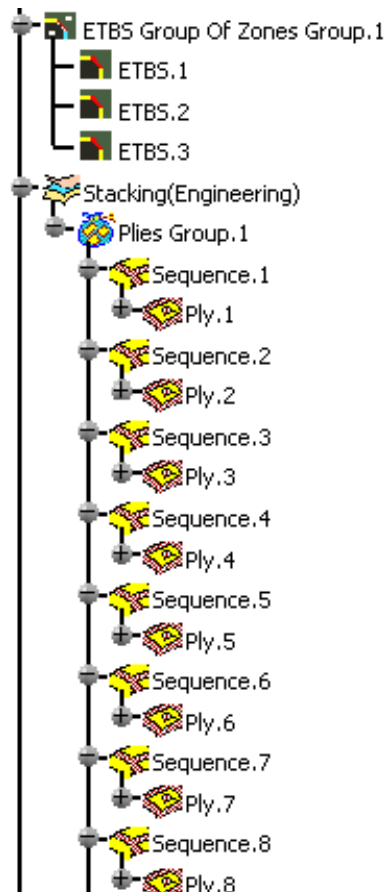 ETBS Group Of Zones Group.1
ETBS.1
ETBS.2
ETBS.3
Stacking(Engineering)
Plies Group.1
Sequence.1
Ply.1
Sequence.2
Ply.2
Sequence.3
Ply.3
Sequence.4
Ply.4
Sequence.5
Ply.5
Sequence.6
Ply.6
Sequence.7
Ply.7
Sequence.8
Ply.8